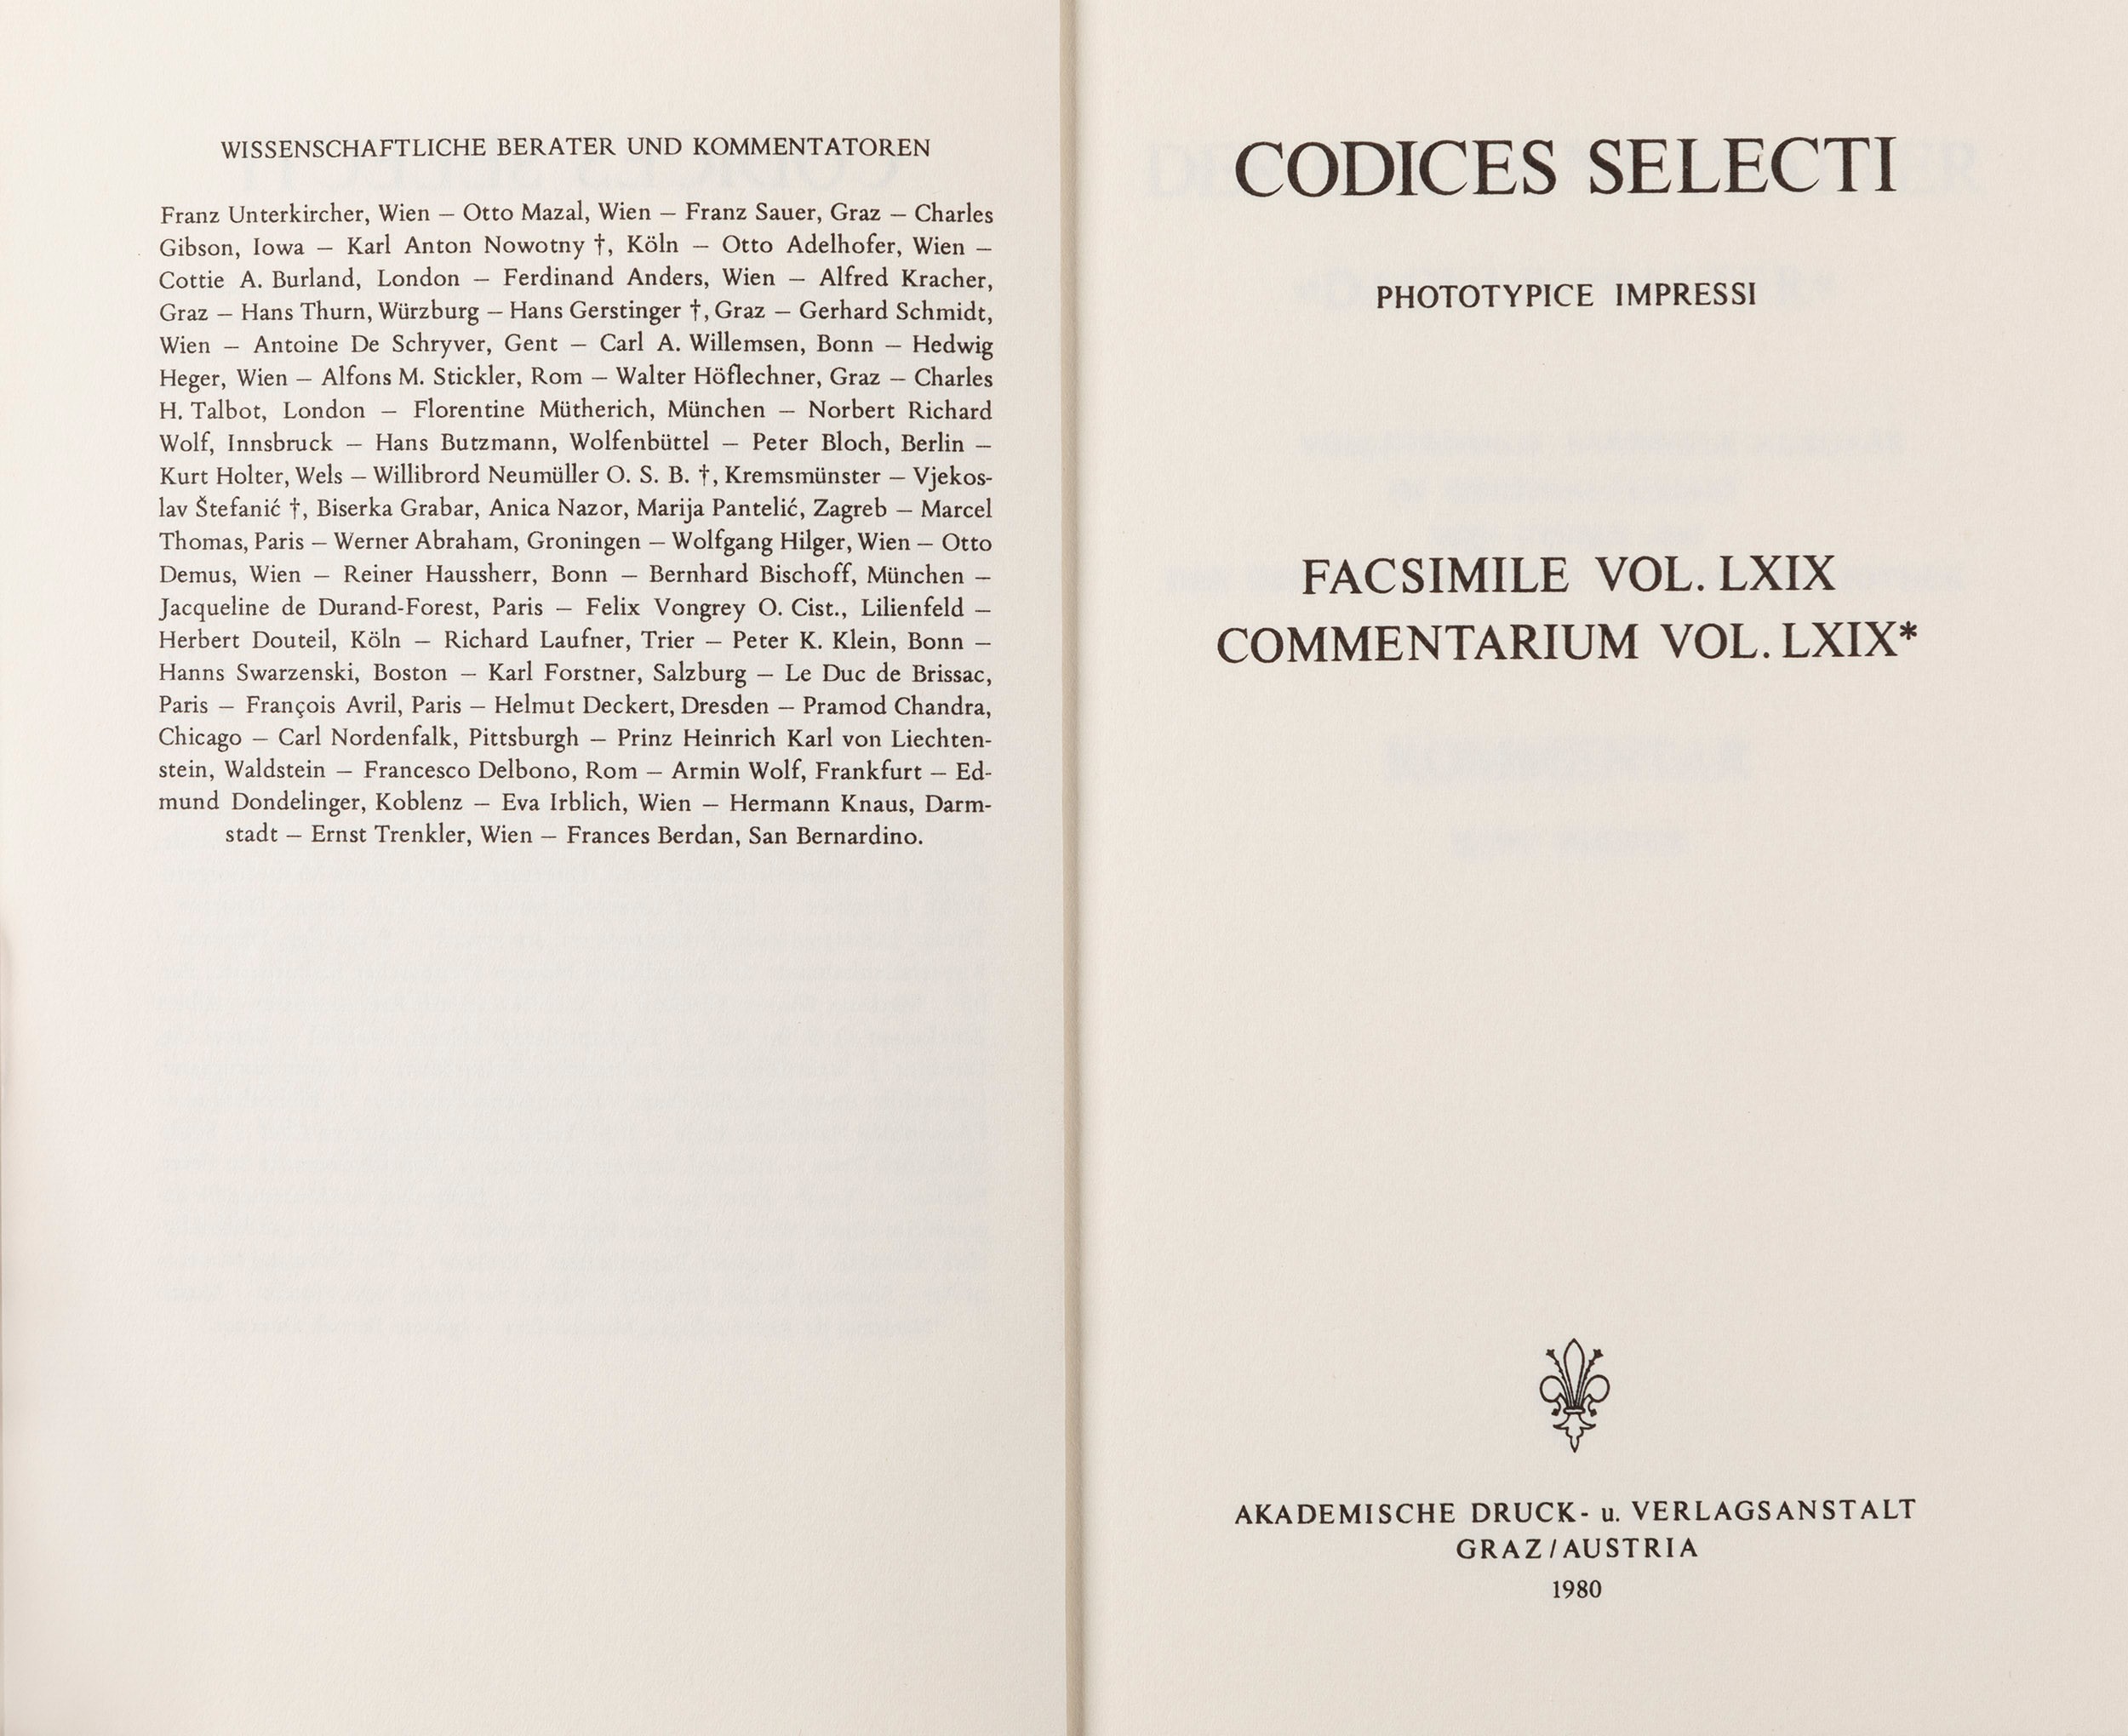 WISSENSCHAFTLICHE BERATER UND KOMMENTATOREN
Franz Unterkircher, Wien — Otto Mazal, Wien — Franz Sauer, Graz — Charles
Gibson, Iowa — Karl Anton Nowotny †, Köln — Otto Adelhofer, Wien —
Cottie A. Burland, London — Ferdinand Anders, Wien — Alfred Kracher,
Graz — Hans Thurn, Würzburg — Hans Gerstinger †, Graz — Gerhard Schmidt,
Wien — Antoine De Schryver, Gent — Carl A. Willemsen, Bonn — Hedwig
Heger, Wien — Alfons M. Stickler, Rom — Walter Höflechner, Graz — Charles
H. Talbot, London — Florentine Mütherich, München — Norbert Richard
Wolf, Innsbruck — Hans Butzmann, Wolfenbüttel — Peter Bloch, Berlin —
Kurt Holter, Wels — Willibrord Neumüller O. S. B. †, Kremsmünster — Vjekos-
lav Štefanić †, Biserka Grabar, Anica Nazor, Marija Pantelić, Zagreb — Marcel
Thomas, Paris — Werner Abraham, Groningen — Wolfgang Hilger, Wien — Otto
Demus, Wien — Reiner Haussherr, Bonn — Bernhard Bischoff, München —
Jacqueline de Durand-Forest, Paris — Felix Vongrey O. Cist., Lilienfeld —
Herbert Douteil, Köln — Richard Laufner, Trier — Peter K. Klein, Bonn —
Hanns Swarzenski, Boston — Karl Forstner, Salzburg — Le Duc de Brissac,
Paris — François Avril, Paris — Helmut Deckert, Dresden — Pramod Chandra,
Chicago — Carl Nordenfalk, Pittsburgh — Prinz Heinrich Karl von Liechten-
stein, Waldstein — Francesco Delbono, Rom — Armin Wolf, Frankfurt — Ed-
mund Dondelinger, Koblenz — Eva Irblich, Wien — Hermann Knaus, Darm-
stadt — Ernst Trenkler, Wien — Frances Berdan, San Bernardino.
CODICES SELECTI
PHOTOTYPICE IMPRESSI
FACSIMILE VOL. LXIX
COMMENTARIUM VOL. LXIX*
AKADEMISCHE DRUCK- u. VERLAGSANSTALT
GRAZ/AUSTRIA
1980